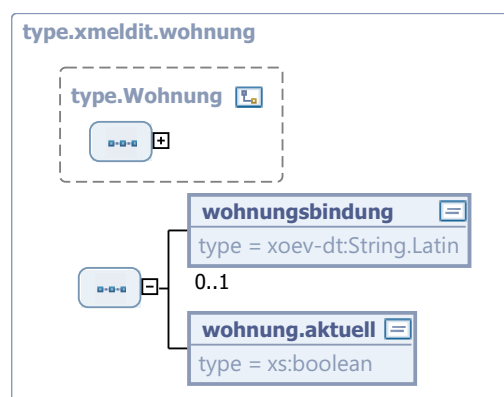 type.xmeldit.wohnung
type.Wohnung
wohnungsbindung
type = xoev-dt:String.Latin
0..1
wohnung.aktuell
type = xs:boolean